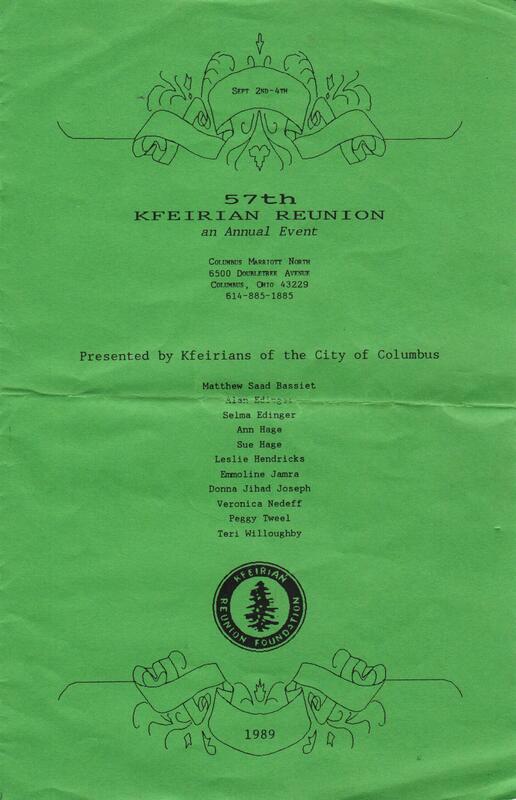 Sept 2nd-4th
57th
KFEIRIAN REUNION
an Annual Event
Columbus Marriott North
6500 Doubletree Avenue
Columbus, Ohio 43229
614-885-1885
Presented by Kfeirians of the City of Columbus
Matthew Saad Bassiet
Alan Edinger
Selma Edinger
Ann Hage
Sue Hage
Leslie Hendricks
Emmoline Jamra
Donna Jihad Joseph
Veronica Nedeff
Peggy Tweel
Teri Willoughby
KFEIRIAN
REUNION FOUNDATION
1989